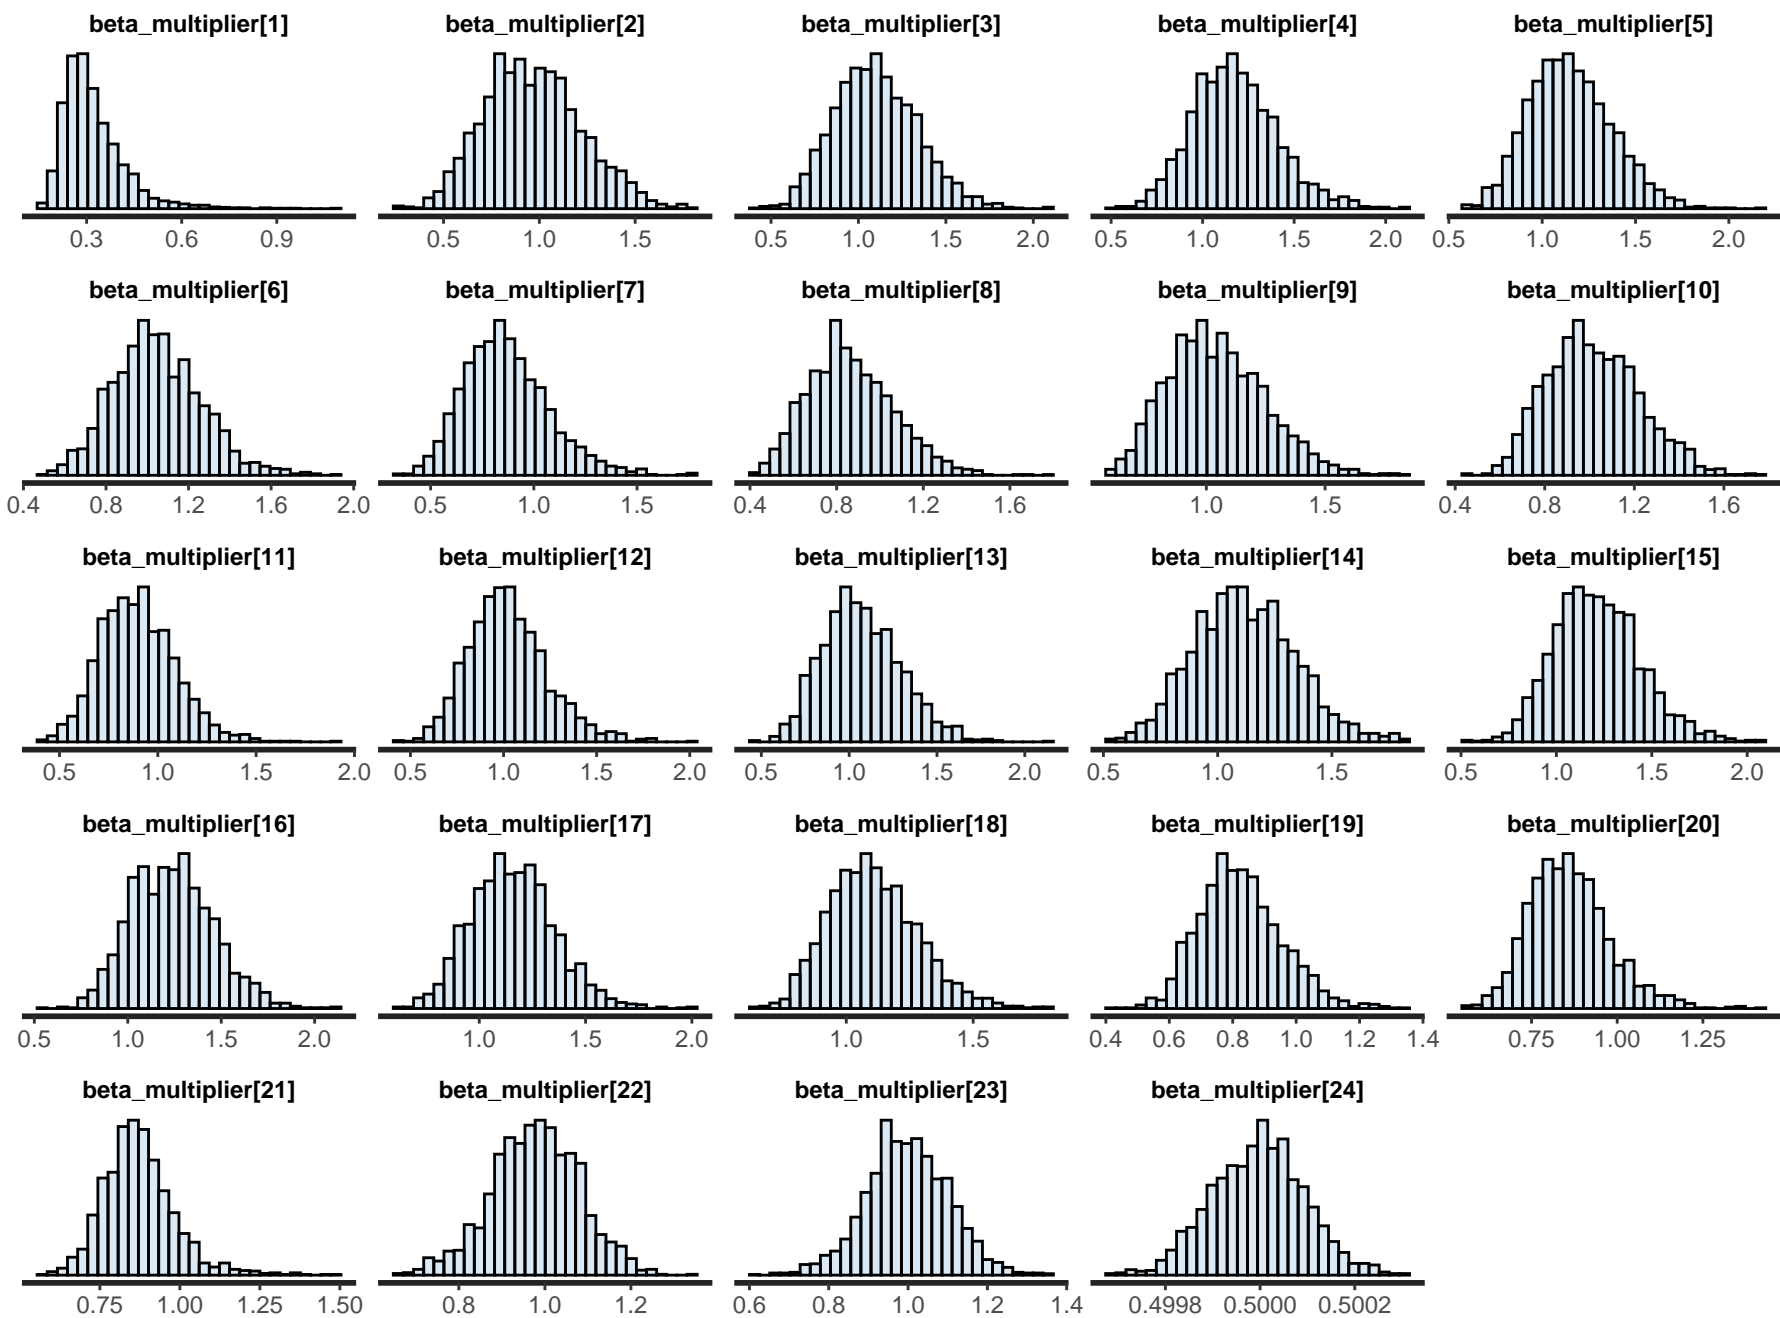 beta_multiplier[1] beta_multiplier[2] beta_multiplier[3] beta_multiplier[4] beta_multiplier[5]
0.3 0.6 0.9 0.5 1.0 1.5 0.5 1.0 1.5 2.0 0.5 1.0 1.5 2.0 0.5 1.0 1.5 2.0
beta_multiplier[6] beta_multiplier[7] beta_multiplier[8] beta_multiplier[9] beta_multiplier[10]
0.4 0.8 1.2 1.6 2.0 0.5 1.0 1.5 0.4 0.8 1.2 1.6 1.0 1.5 0.4 0.8 1.2 1.6
beta_multiplier[11] beta_multiplier[12] beta_multiplier[13] beta_multiplier[14] beta_multiplier[15]
0.5 1.0 1.5 2.0 0.5 1.0 1.5 2.0 0.5 1.0 1.5 2.0 0.5 1.0 1.5 0.5 1.0 1.5 2.0
beta_multiplier[16] beta_multiplier[17] beta_multiplier[18] beta_multiplier[19] beta_multiplier[20]
0.5 1.0 1.5 2.0 1.0 1.5 2.0 1.0 1.5 0.4 0.6 0.8 1.0 1.2 1.4 0.75 1.00 1.25
beta_multiplier[21] beta_multiplier[22] beta_multiplier[23] beta_multiplier[24]
0.75 1.00 1.25 1.50 0.8 1.0 1.2 0.6 0.8 1.0 1.2 1.4 0.4998 0.5000 0.5002